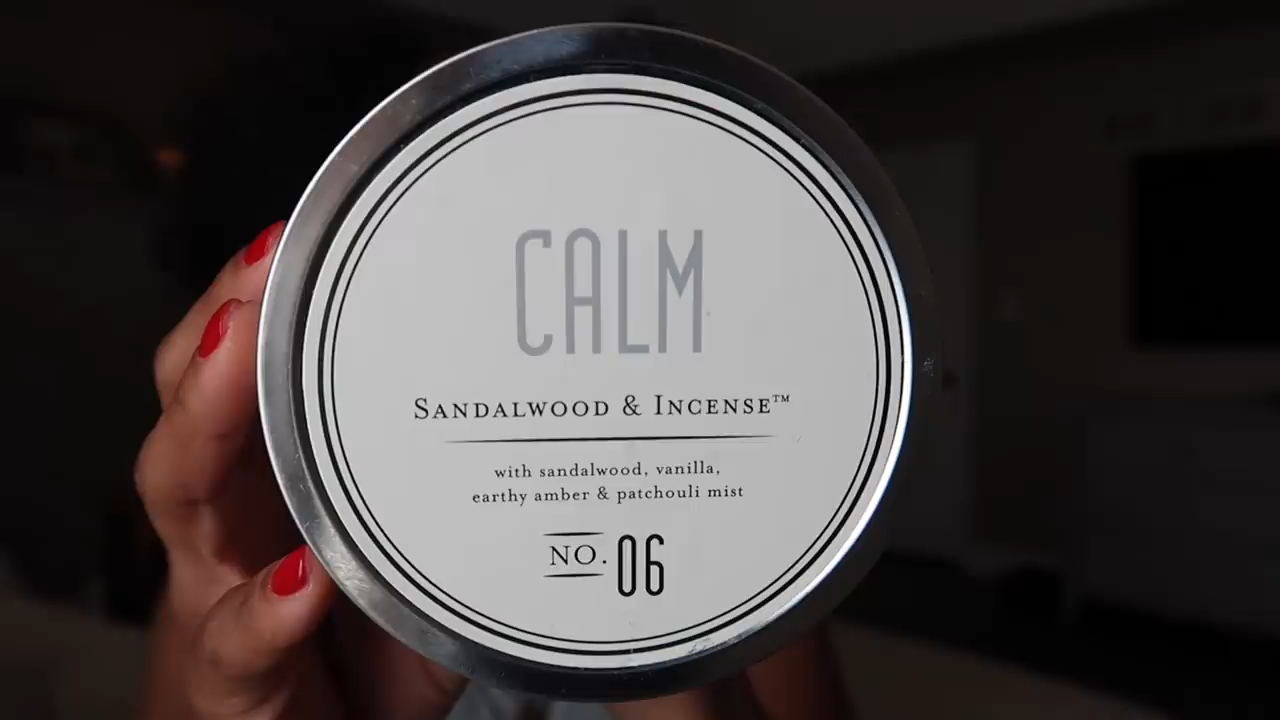 CALM
SANDALWOOD & INCENSE™
with sandalwood, vanilla,
earthy amber & patchouli mist
NO. 06